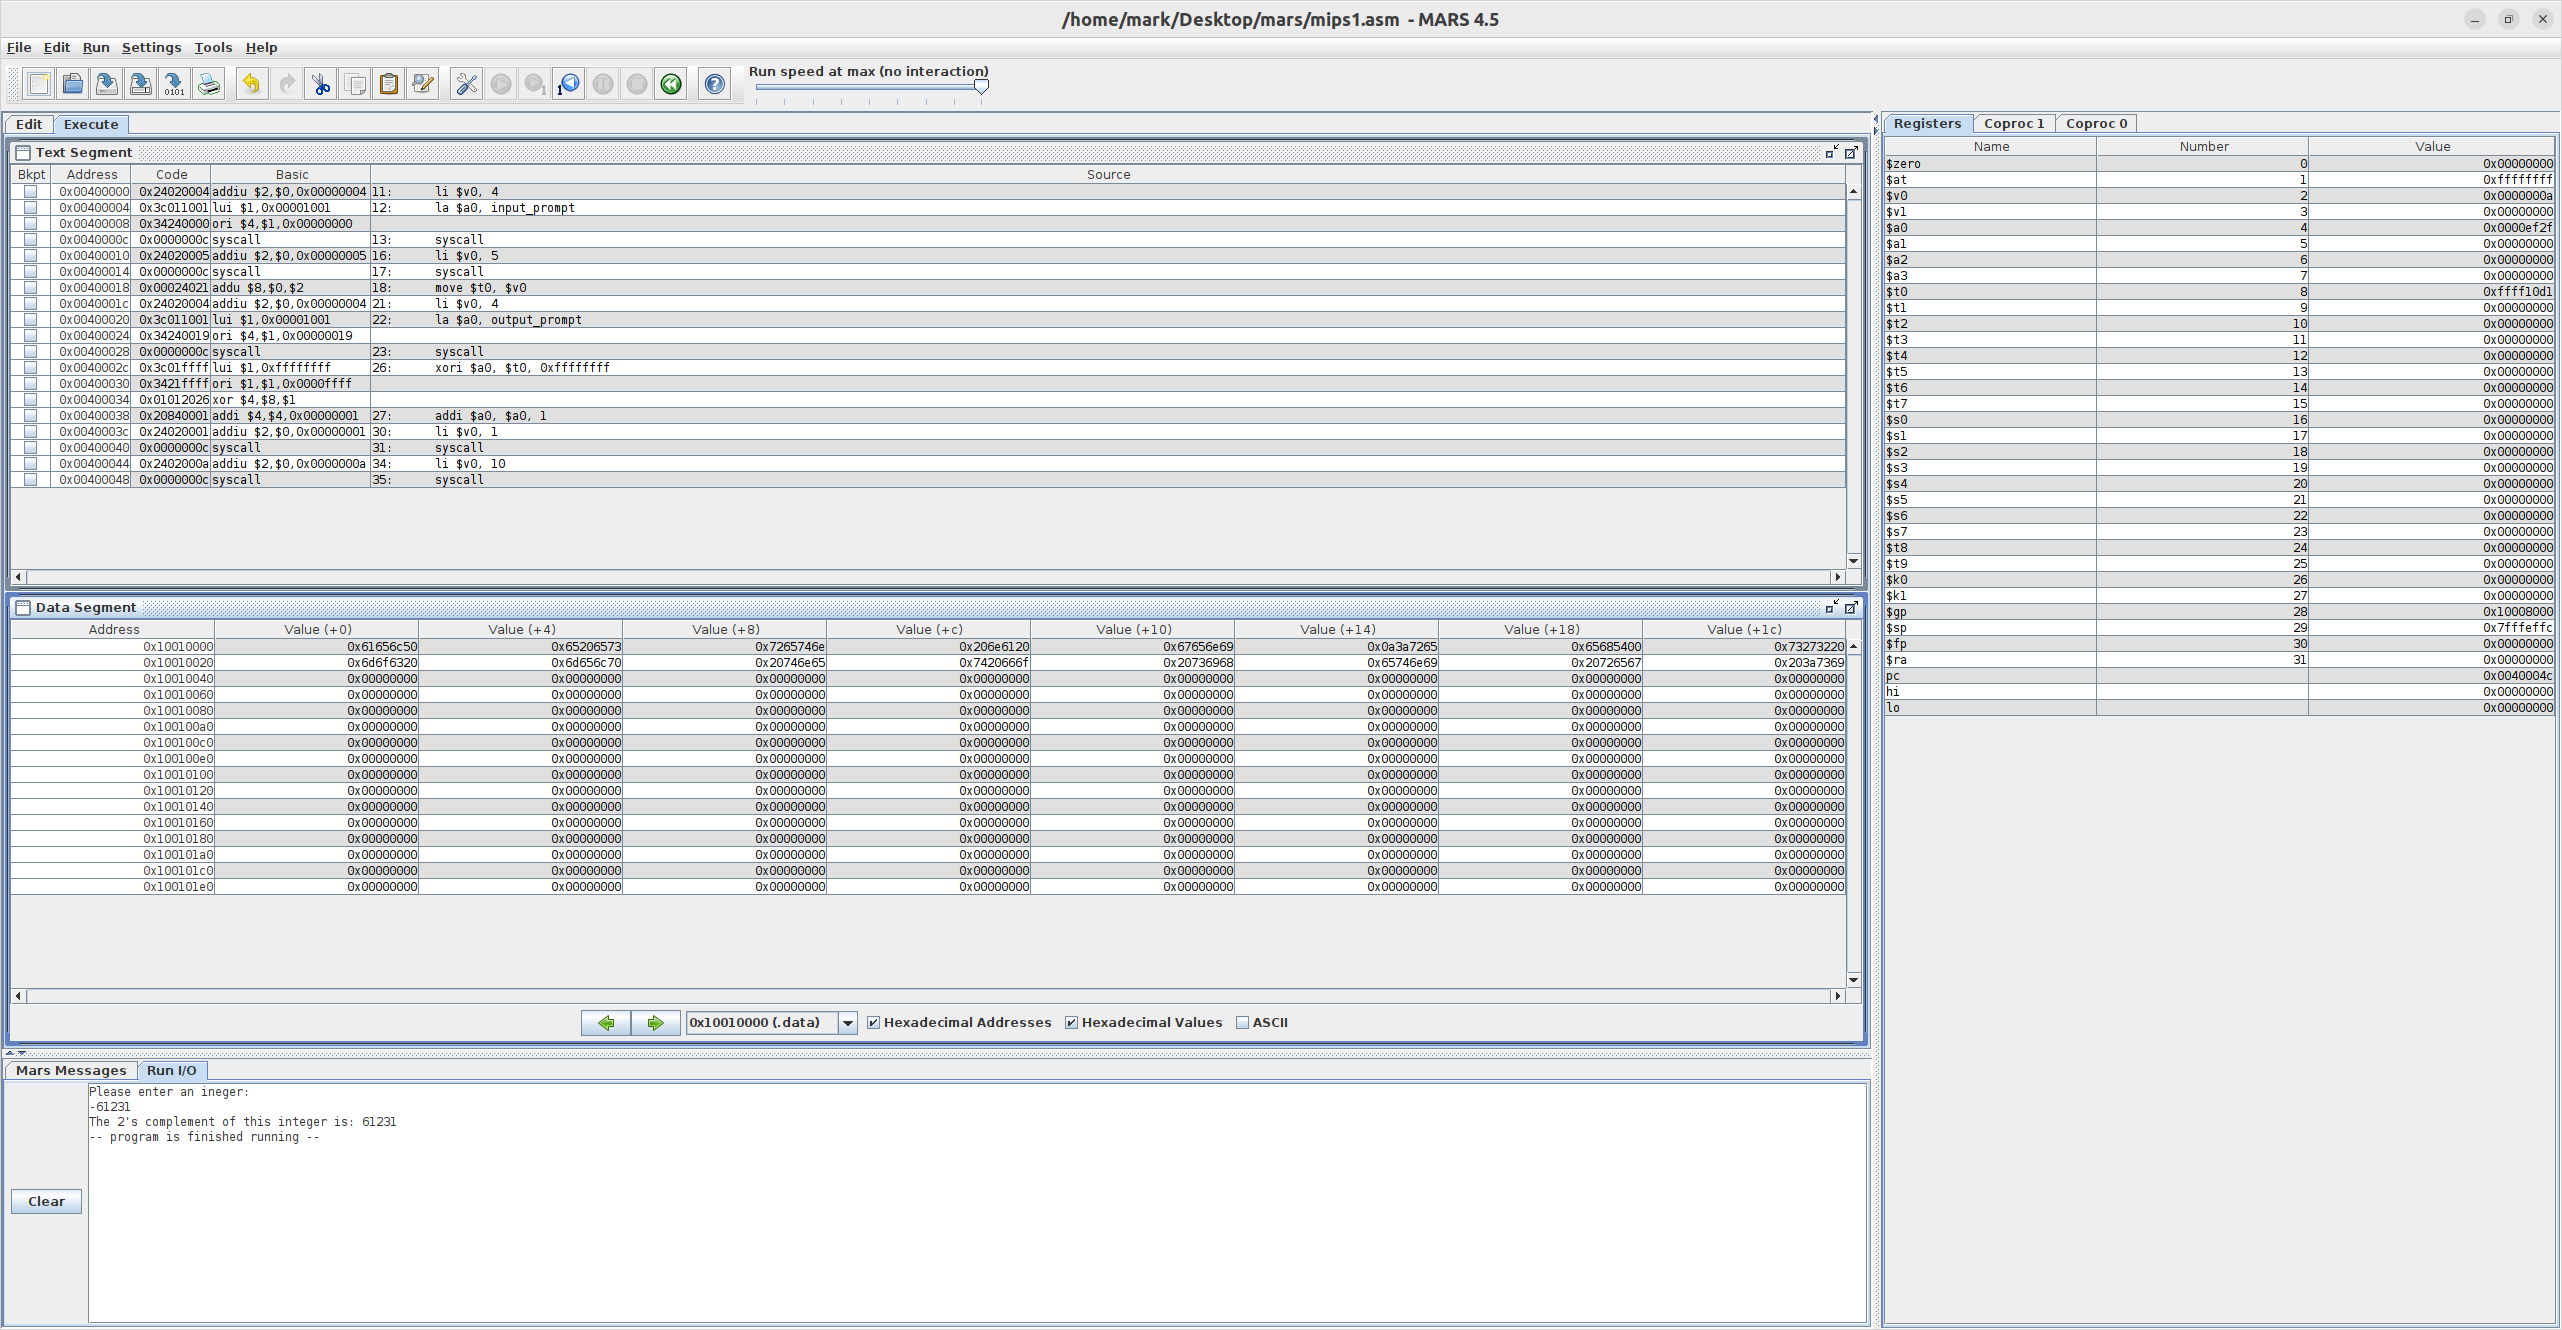 /home/mark/Desktop/mars/mips1.asm - MARS 4.5
File Edit Run Settings Tools Help
Run speed at max (no interaction)
Edit Execute
Text Segment
Bkpt Address Code Basic Source
0x00400000 0x24020004 addiu $2,$0,0x00000004 11: li $v0, 4
0x00400004 0x3c011001 lui $1,0x00001001 12: la $a0, input_prompt
0x00400008 0x34240000 ori $4,$1,0x00000000
0x0040000c 0x0000000c syscall 13: syscall
0x00400010 0x24020005 addiu $2,$0,0x00000005 16: li $v0, 5
0x00400014 0x0000000c syscall 17: syscall
0x00400018 0x00024021 addu $8,$0,$2 18: move $t0, $v0
0x0040001c 0x24020004 addiu $2,$0,0x00000004 21: li $v0, 4
0x00400020 0x3c011001 lui $1,0x00001001 22: la $a0, output_prompt
0x00400024 0x34240019 ori $4,$1,0x00000019
0x00400028 0x0000000c syscall 23: syscall
0x0040002c 0x3c01ffff lui $1,0xffffffff 26: xori $a0, $t0, 0xffffffff
0x00400030 0x3421ffff ori $1,$1,0x0000ffff
0x00400034 0x01012026 xor $4,$8,$1
0x00400038 0x20840001 addi $4,$4,0x00000001 27: addi $a0, $a0, 1
0x0040003c 0x24020001 addiu $2,$0,0x00000001 30: li $v0, 1
0x00400040 0x0000000c syscall 31: syscall
0x00400044 0x2402000a addiu $2,$0,0x0000000a 34: li $v0, 10
0x00400048 0x0000000c syscall 35: syscall
Data Segment
Address Value (+0) Value (+4) Value (+8) Value (+c) Value (+10) Value (+14) Value (+18) Value (+1c)
0x10010000 0x61656c50 0x65206573 0x7265746e 0x206e6120 0x67656e69 0x0a3a7265 0x65685400 0x73273220
0x10010020 0x6d6f6320 0x6d656c70 0x20746e65 0x7420666f 0x20736968 0x65746e69 0x20726567 0x203a7369
0x10010040 0x00000000 0x00000000 0x00000000 0x00000000 0x00000000 0x00000000 0x00000000 0x00000000
0x10010060 0x00000000 0x00000000 0x00000000 0x00000000 0x00000000 0x00000000 0x00000000 0x00000000
0x10010080 0x00000000 0x00000000 0x00000000 0x00000000 0x00000000 0x00000000 0x00000000 0x00000000
0x100100a0 0x00000000 0x00000000 0x00000000 0x00000000 0x00000000 0x00000000 0x00000000 0x00000000
0x100100c0 0x00000000 0x00000000 0x00000000 0x00000000 0x00000000 0x00000000 0x00000000 0x00000000
0x100100e0 0x00000000 0x00000000 0x00000000 0x00000000 0x00000000 0x00000000 0x00000000 0x00000000
0x10010100 0x00000000 0x00000000 0x00000000 0x00000000 0x00000000 0x00000000 0x00000000 0x00000000
0x10010120 0x00000000 0x00000000 0x00000000 0x00000000 0x00000000 0x00000000 0x00000000 0x00000000
0x10010140 0x00000000 0x00000000 0x00000000 0x00000000 0x00000000 0x00000000 0x00000000 0x00000000
0x10010160 0x00000000 0x00000000 0x00000000 0x00000000 0x00000000 0x00000000 0x00000000 0x00000000
0x10010180 0x00000000 0x00000000 0x00000000 0x00000000 0x00000000 0x00000000 0x00000000 0x00000000
0x100101a0 0x00000000 0x00000000 0x00000000 0x00000000 0x00000000 0x00000000 0x00000000 0x00000000
0x100101c0 0x00000000 0x00000000 0x00000000 0x00000000 0x00000000 0x00000000 0x00000000 0x00000000
0x100101e0 0x00000000 0x00000000 0x00000000 0x00000000 0x00000000 0x00000000 0x00000000 0x00000000
0x10010000 (.data) Hexadecimal Addresses Hexadecimal Values ASCII
Mars Messages Run I/O
Please enter an ineger:
-61231
The 2's complement of this integer is: 61231
-- program is finished running --
Clear
Registers Coproc 1 Coproc 0
Name Number Value
$zero 0 0x00000000
$at 1 0xffffffff
$v0 2 0x0000000a
$v1 3 0x00000000
$a0 4 0x0000ef2f
$a1 5 0x00000000
$a2 6 0x00000000
$a3 7 0x00000000
$t0 8 0xffff10d1
$t1 9 0x00000000
$t2 10 0x00000000
$t3 11 0x00000000
$t4 12 0x00000000
$t5 13 0x00000000
$t6 14 0x00000000
$t7 15 0x00000000
$s0 16 0x00000000
$s1 17 0x00000000
$s2 18 0x00000000
$s3 19 0x00000000
$s4 20 0x00000000
$s5 21 0x00000000
$s6 22 0x00000000
$s7 23 0x00000000
$t8 24 0x00000000
$t9 25 0x00000000
$k0 26 0x00000000
$k1 27 0x00000000
$gp 28 0x10008000
$sp 29 0x7fffeffc
$fp 30 0x00000000
$ra 31 0x00000000
pc 0x0040004c
hi 0x00000000
lo 0x00000000